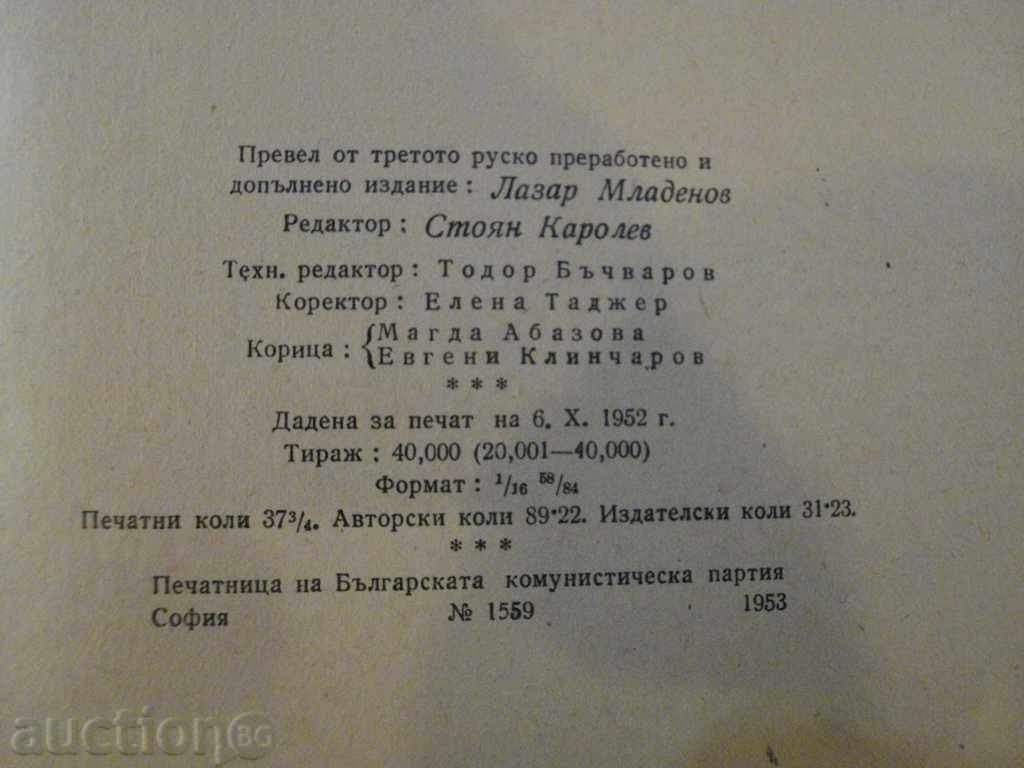 Превел от третото руско преработено и
допълнено издание: Лазар Младенов
Редактор: Стоян Каролев
Техн. редактор: Тодор Бъчваров
Коректор: Елена Таджер
Корица: {Магда Абазова
Евгени Клинчаров
* * *
Дадена за печат на 6. X. 1952 г.
Тираж: 40,000 (20,001—40,000)
Формат: 1/16 58/84
Печатни коли 37³/₄. Авторски коли 89·22. Издателски коли 31·23.
* * *
Печатница на Българската комунистическа партия
София № 1559 1953
auction BG